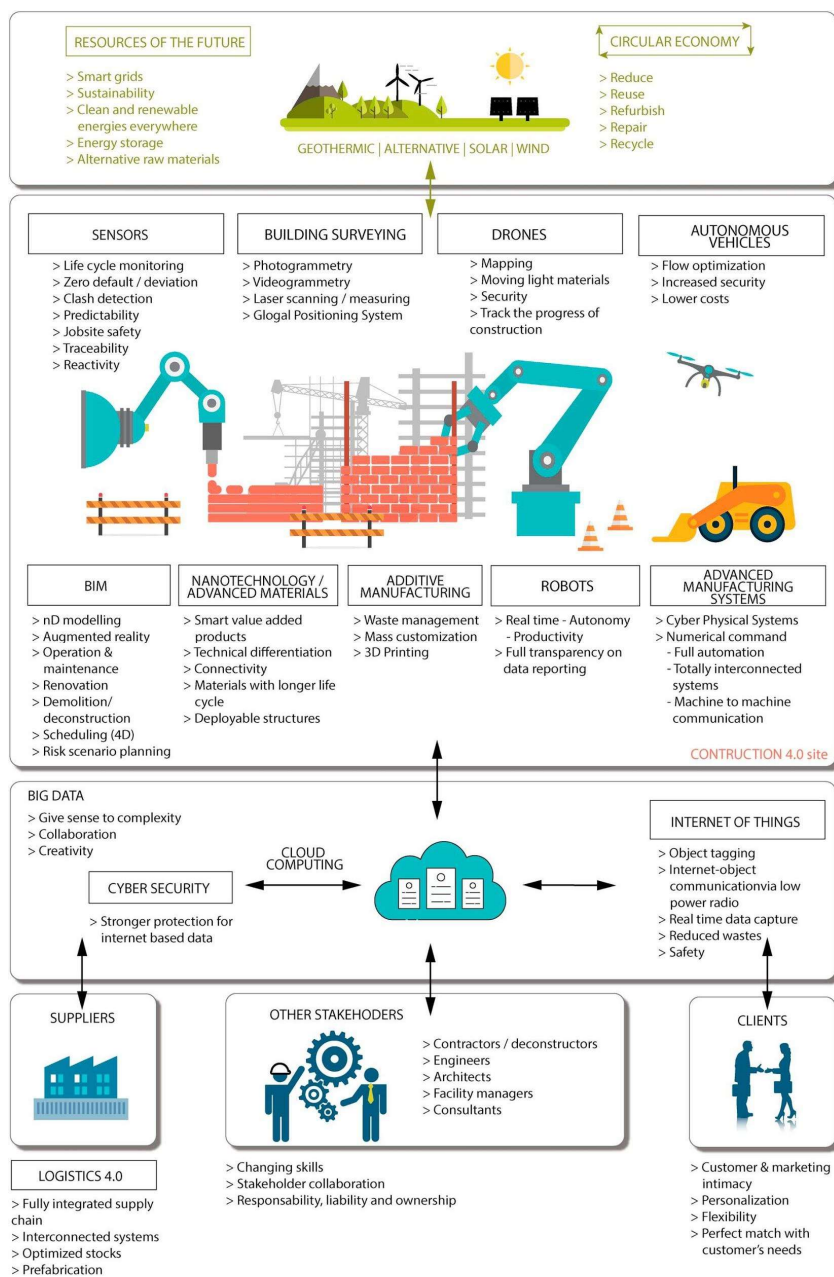 RESOURCES OF THE FUTURE
> Smart grids
> Sustainability
> Clean and renewable
energies everywhere
> Energy storage
> Alternative raw materials
GEOTHERMIC | ALTERNATIVE | SOLAR | WIND
CIRCULAR ECONOMY
> Reduce
> Reuse
> Refurbish
> Repair
> Recycle
SENSORS
> Life cycle monitoring
> Zero default / deviation
> Clash detection
> Predictability
> Jobsite safety
> Traceability
> Reactivity
BUILDING SURVEYING
> Photogrammetry
> Videogrammetry
> Laser scanning / measuring
> Glogal Positioning System
DRONES
> Mapping
> Moving light materials
> Security
> Track the progress of
construction
AUTONOMOUS
VEHICLES
> Flow optimization
> Increased security
> Lower costs
BIM
> nD modelling
> Augmented reality
> Operation &
maintenance
> Renovation
> Demolition/
deconstruction
> Scheduling (4D)
> Risk scenario planning
NANOTECHNOLOGY /
ADVANCED MATERIALS
> Smart value added
products
> Technical differentiation
> Connectivity
> Materials with longer life
cycle
> Deployable structures
ADDITIVE
MANUFACTURING
> Waste management
> Mass customization
> 3D Printing
ROBOTS
> Real time - Autonomy
- Productivity
> Full transparency on
data reporting
ADVANCED
MANUFACTURING
SYSTEMS
> Cyber Physical Systems
> Numerical command
- Full automation
- Totally interconnected
systems
- Machine to machine
communication
CONTRUCTION 4.0 site
BIG DATA
> Give sense to complexity
> Collaboration
> Creativity
CYBER SECURITY
> Stronger protection for
internet based data
CLOUD
COMPUTING
INTERNET OF THINGS
> Object tagging
> Internet-object
communicationvia low
power radio
> Real time data capture
> Reduced wastes
> Safety
SUPPLIERS
LOGISTICS 4.0
> Fully integrated supply
chain
> Interconnected systems
> Optimized stocks
> Prefabrication
OTHER STAKEHODERS
> Contractors / deconstructors
> Engineers
> Architects
> Facility managers
> Consultants
> Changing skills
> Stakeholder collaboration
> Responsability, liability and ownership
CLIENTS
> Customer & marketing
intimacy
> Personalization
> Flexibility
> Perfect match with
customer's needs